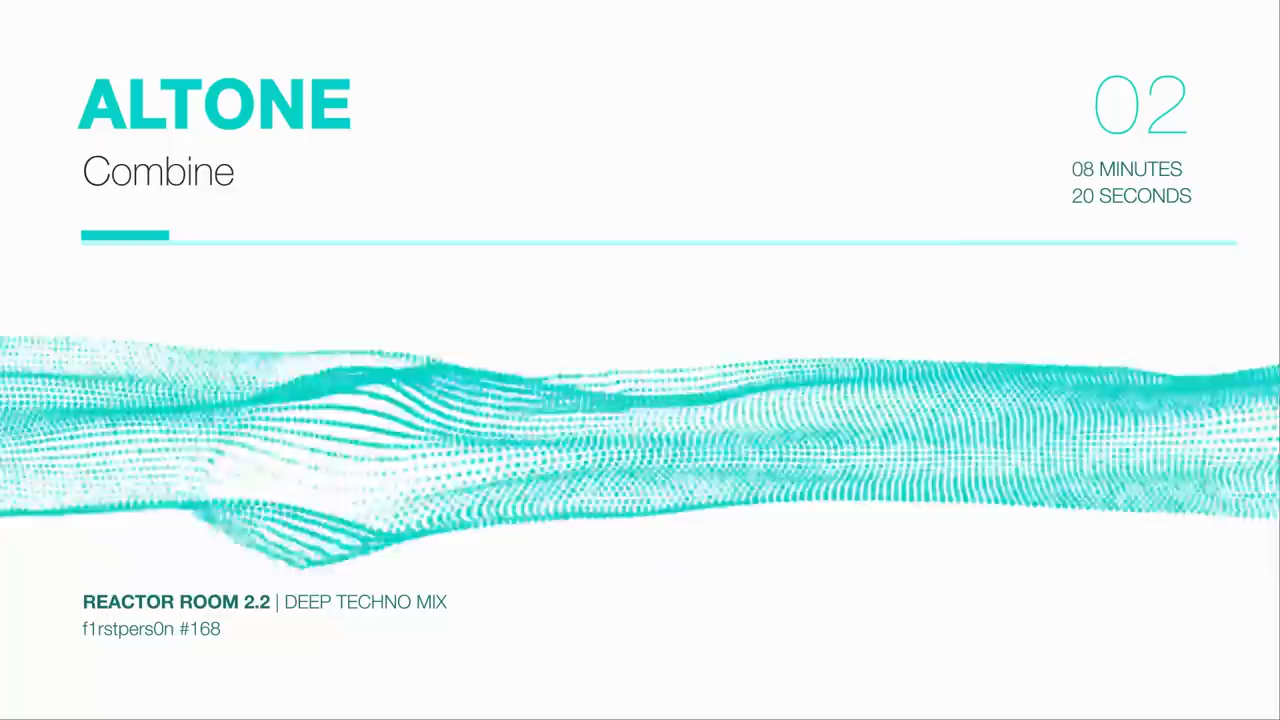 ALTONE
Combine
02
08 MINUTES
20 SECONDS
REACTOR ROOM 2.2 | DEEP TECHNO MIX
f1rstpers0n #168